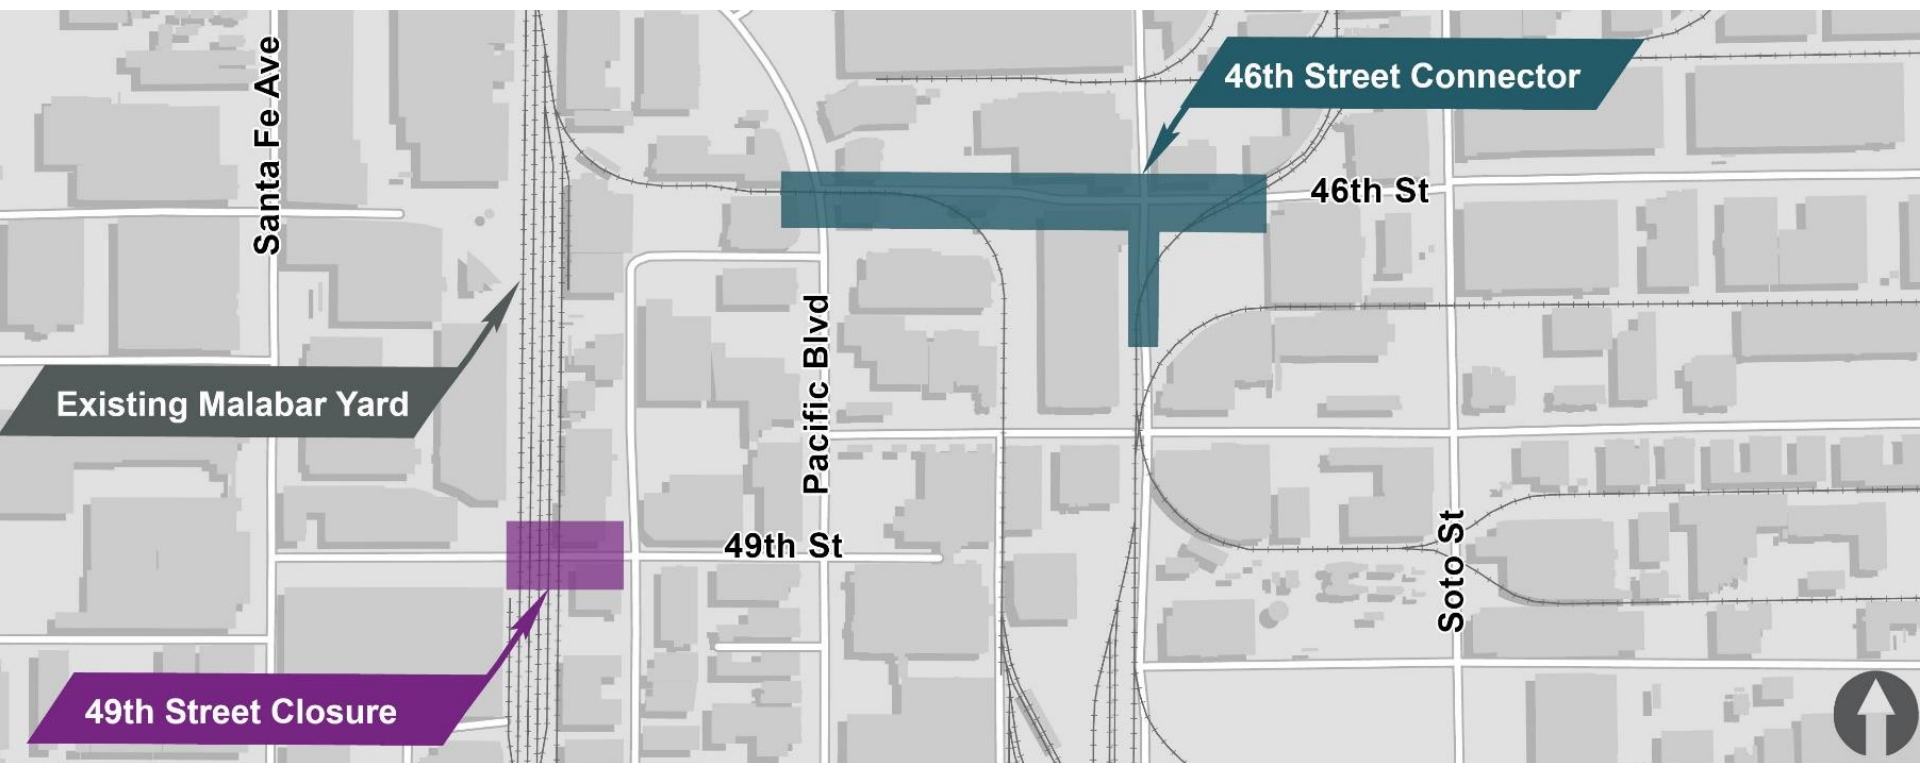 Santa Fe Ave
46th Street Connector
46th St
Existing Malabar Yard
Pacific Blvd
49th St
Soto St
49th Street Closure